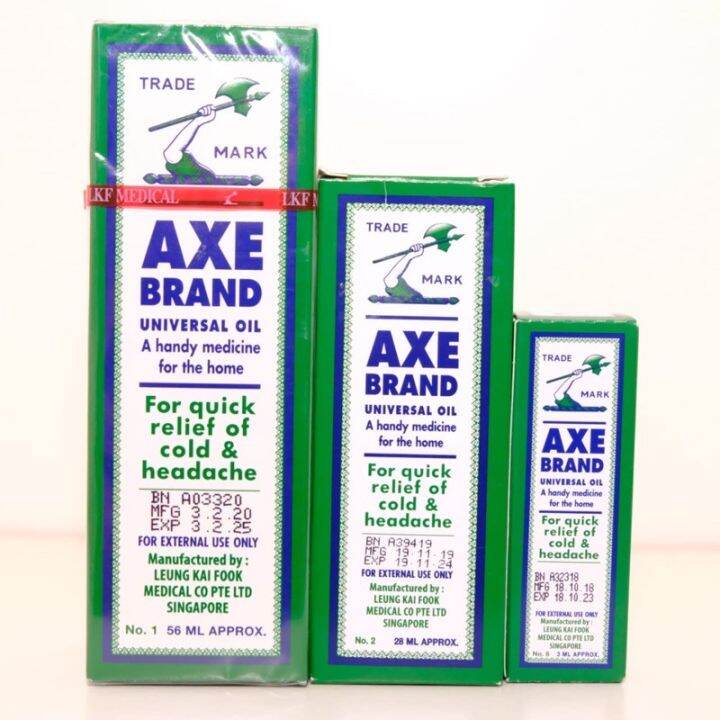 TRADE
MARK
LKF MEDICAL
LKF M
AXE
BRAND
UNIVERSAL OIL
A handy medicine
for the home
For quick
relief of
cold &
headache
BN A03320
MFG 3.2.20
EXP 3.2.25
FOR EXTERNAL USE ONLY
Manufactured by :
LEUNG KAI FOOK
MEDICAL CO PTE LTD
SINGAPORE
No. 1 56 ML APPROX.
TRADE
MARK
AXE
BRAND
UNIVERSAL OIL
A handy medicine
for the home
For quick
relief of
cold &
headache
BN A39419
MFG 19.11.19
EXP 19.11.24
FOR EXTERNAL USE ONLY
Manufactured by :
LEUNG KAI FOOK
MEDICAL CO PTE LTD
SINGAPORE
No. 2 28 ML APPROX.
TRADE
MARK
AXE
BRAND
UNIVERSAL OIL
A handy medicine
for the home
For quick
relief of
cold &
headache
BN A32318
MFG 18.10.18
EXP 18.10.23
FOR EXTERNAL USE ONLY
Manufactured by :
LEUNG KAI FOOK
MEDICAL CO PTE LTD
SINGAPORE
No. 6 3 ML APPROX.